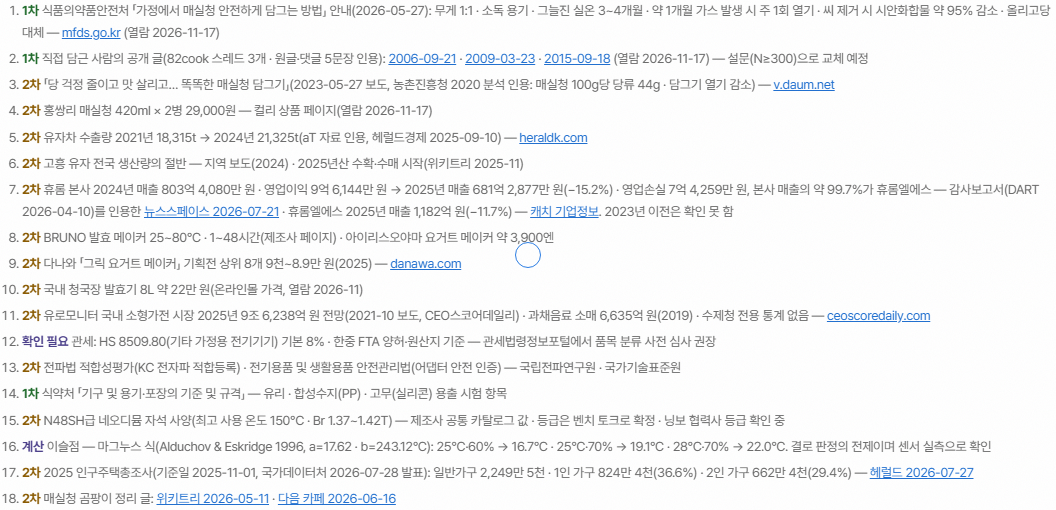 1. 1차 식품의약품안전처 「가정에서 매실청 안전하게 담그는 방법」 안내(2026-05-27): 무게 1:1 · 소독 용기 · 그늘진 실온 3~4개월 · 약 1개월 가스 발생 시 주 1회 열기 · 씨 제거 시 시안화합물 약 95% 감소 · 올리고당
대체 — mfds.go.kr (열람 2026-11-17)
2. 1차 직접 담근 사람의 공개 글(82cook 스레드 3개 · 원글·댓글 5문장 인용): 2006-09-21 · 2009-03-23 · 2015-09-18 (열람 2026-11-17) — 설문(N≥300)으로 교체 예정
3. 2차 「당 걱정 줄이고 맛 살리고… 똑똑한 매실청 담그기」(2023-05-27 보도, 농촌진흥청 2020 분석 인용: 매실청 100g당 당류 44g · 담그기 열기 감소) — v.daum.net
4. 2차 홍쌍리 매실청 420ml × 2병 29,000원 — 컬리 상품 페이지(열람 2026-11-17)
5. 2차 유자차 수출량 2021년 18,315t → 2024년 21,325t(aT 자료 인용, 헤럴드경제 2025-09-10) — heraldk.com
6. 2차 고흥 유자 전국 생산량의 절반 — 지역 보도(2024) · 2025년산 수확·수매 시작(위키트리 2025-11)
7. 2차 휴롬 본사 2024년 매출 803억 4,080만 원 · 영업이익 9억 6,144만 원 → 2025년 매출 681억 2,877만 원(−15.2%) · 영업손실 7억 4,259만 원, 본사 매출의 약 99.7%가 휴롬엘에스 — 감사보고서(DART
2026-04-10)를 인용한 뉴스스페이스 2026-07-21 · 휴롬엘에스 2025년 매출 1,182억 원(−11.7%) — 캐치 기업정보. 2023년 이전은 확인 못 함
8. 2차 BRUNO 발효 메이커 25~80°C · 1~48시간(제조사 페이지) · 아이리스오야마 요거트 메이커 약 3,900엔
9. 2차 다나와 「그릭 요거트 메이커」 기획전 상위 8개 9천~8.9만 원(2025) — danawa.com
10. 2차 국내 청국장 발효기 8L 약 22만 원(온라인몰 가격, 열람 2026-11)
11. 2차 유로모니터 국내 소형가전 시장 2025년 9조 6,238억 원 전망(2021-10 보도, CEO스코어데일리) · 과채음료 소매 6,635억 원(2019) · 수제청 전용 통계 없음 — ceoscoredaily.com
12. 확인 필요 관세: HS 8509.80(기타 가정용 전기기기) 기본 8% · 한중 FTA 양허·원산지 기준 — 관세법령정보포털에서 품목 분류 사전 심사 권장
13. 2차 전파법 적합성평가(KC 전자파 적합등록) · 전기용품 및 생활용품 안전관리법(어댑터 안전 인증) — 국립전파연구원 · 국가기술표준원
14. 1차 식약처 「기구 및 용기·포장의 기준 및 규격」 — 유리 · 합성수지(PP) · 고무(실리콘) 용출 시험 항목
15. 2차 N48SH급 네오디뮴 자석 사양(최고 사용 온도 150°C · Br 1.37~1.42T) — 제조사 공통 카탈로그 값 · 등급은 벤치 토크로 확정 · 닝보 협력사 등급 확인 중
16. 계산 이슬점 — 마그누스 식(Alduchov & Eskridge 1996, a=17.62 · b=243.12°C): 25°C·60% → 16.7°C · 25°C·70% → 19.1°C · 28°C·70% → 22.0°C. 결로 판정의 전제이며 센서 실측으로 확인
17. 2차 2025 인구주택총조사(기준일 2025-11-01, 국가데이터처 2026-07-28 발표): 일반가구 2,249만 5천 · 1인 가구 824만 4천(36.6%) · 2인 가구 662만 4천(29.4%) — 헤럴드 2026-07-27
18. 2차 매실청 곰팡이 정리 글: 위키트리 2026-05-11 · 다음 카페 2026-06-16